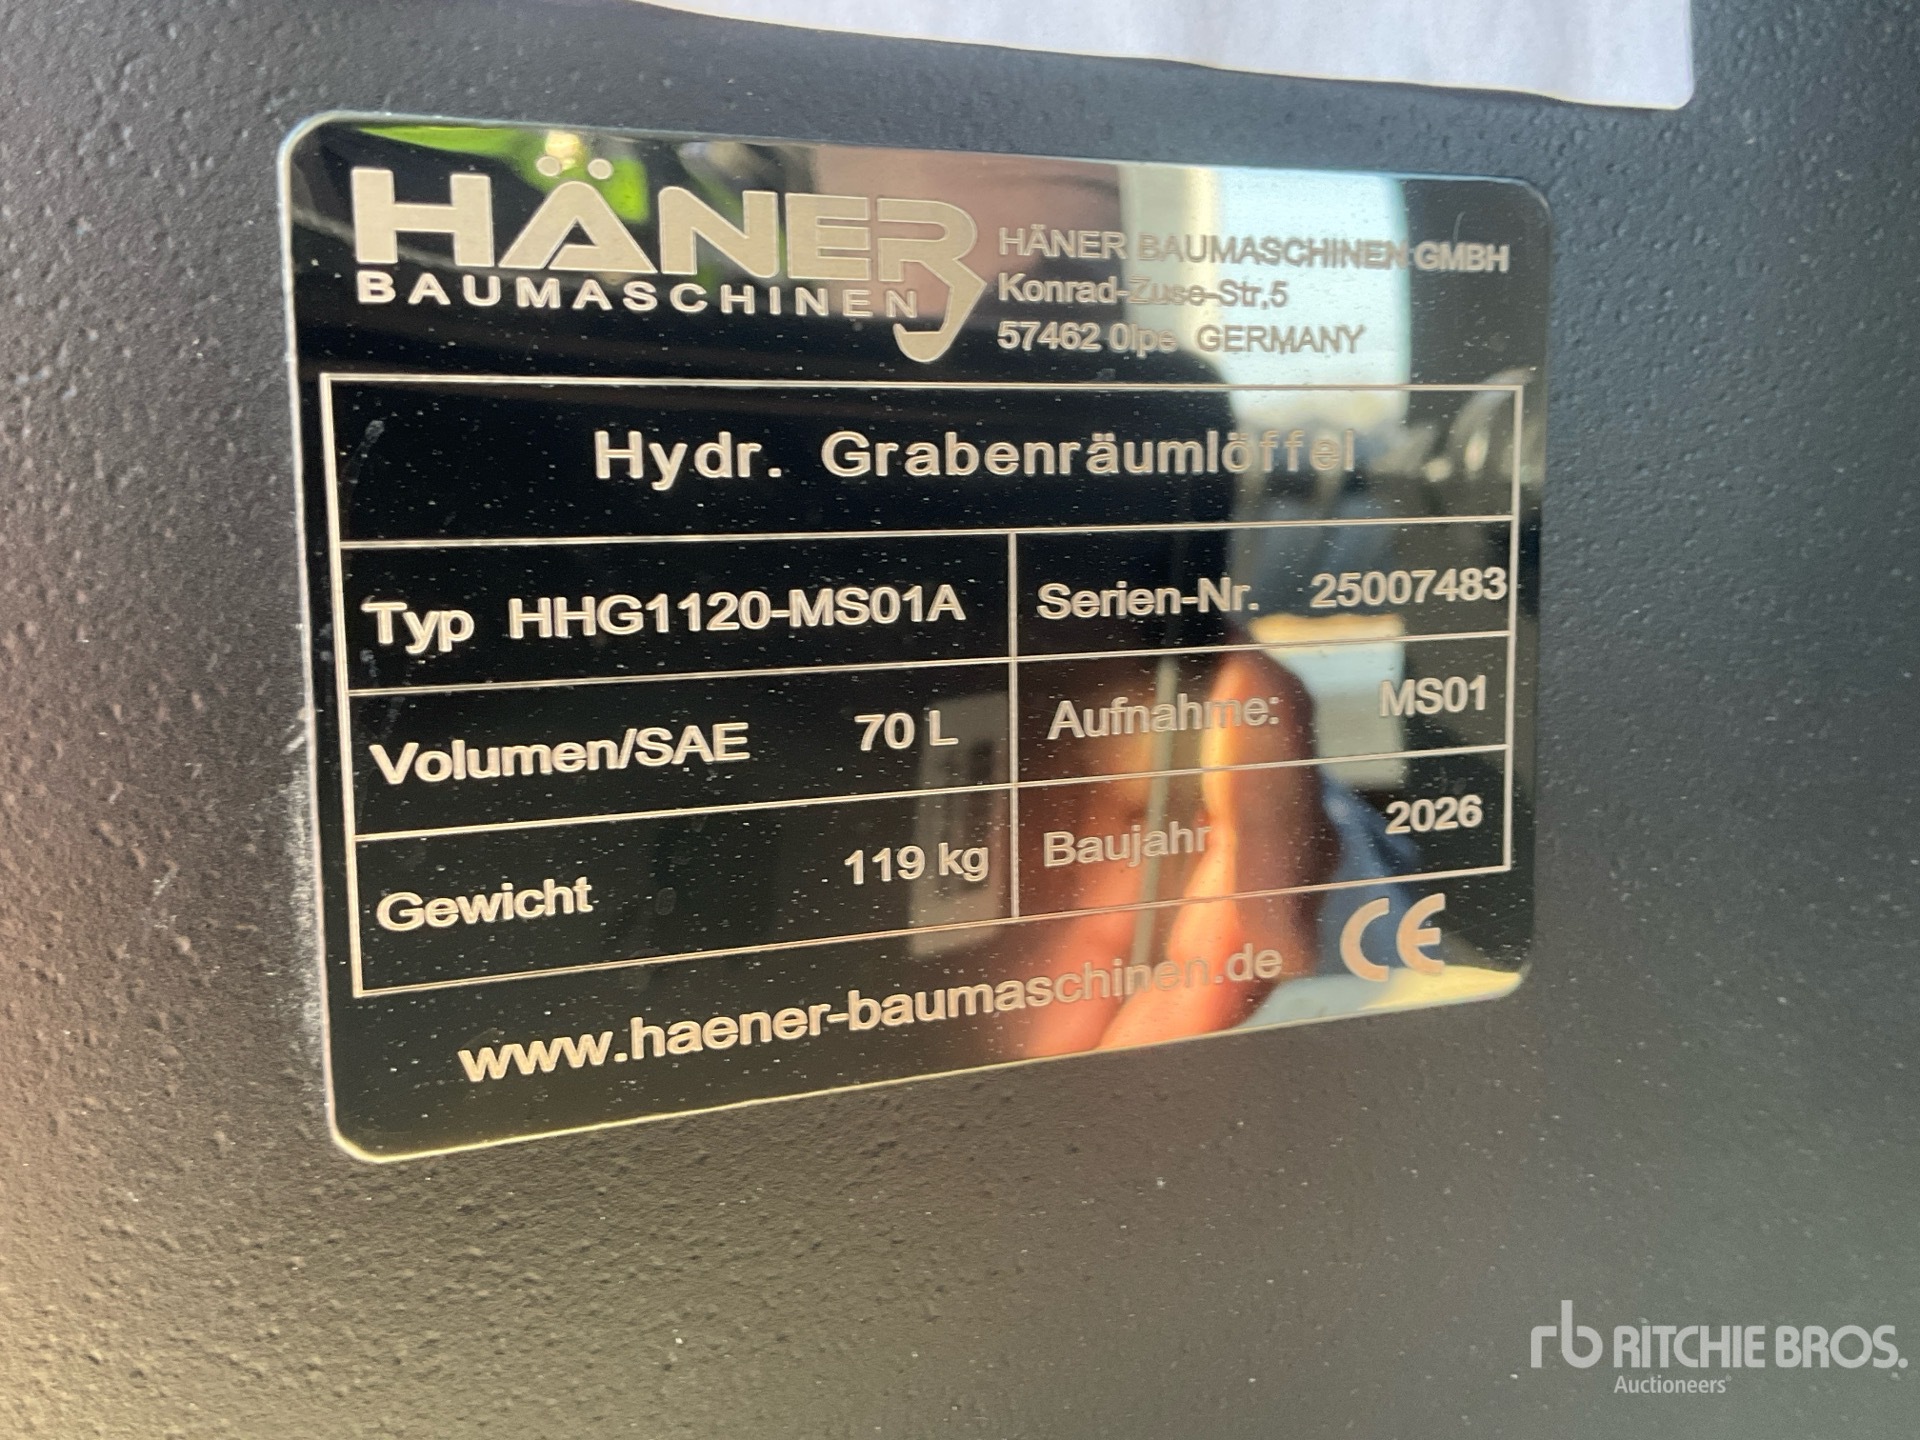 HÄNER
BAUMASCHINEN
HÄNER BAUMASCHINEN GMBH
Konrad-Zuse-Str,5
57462 Olpe GERMANY
Hydr. Grabenräumlöffel
Typ HHG1120-MS01A
Serien-Nr. 25007483
Volumen/SAE 70 L
Aufnahme: MS01
Gewicht 119 kg
Baujahr 2026
www.haener-baumaschinen.de CE
rb RITCHIE BROS.
Auctioneers